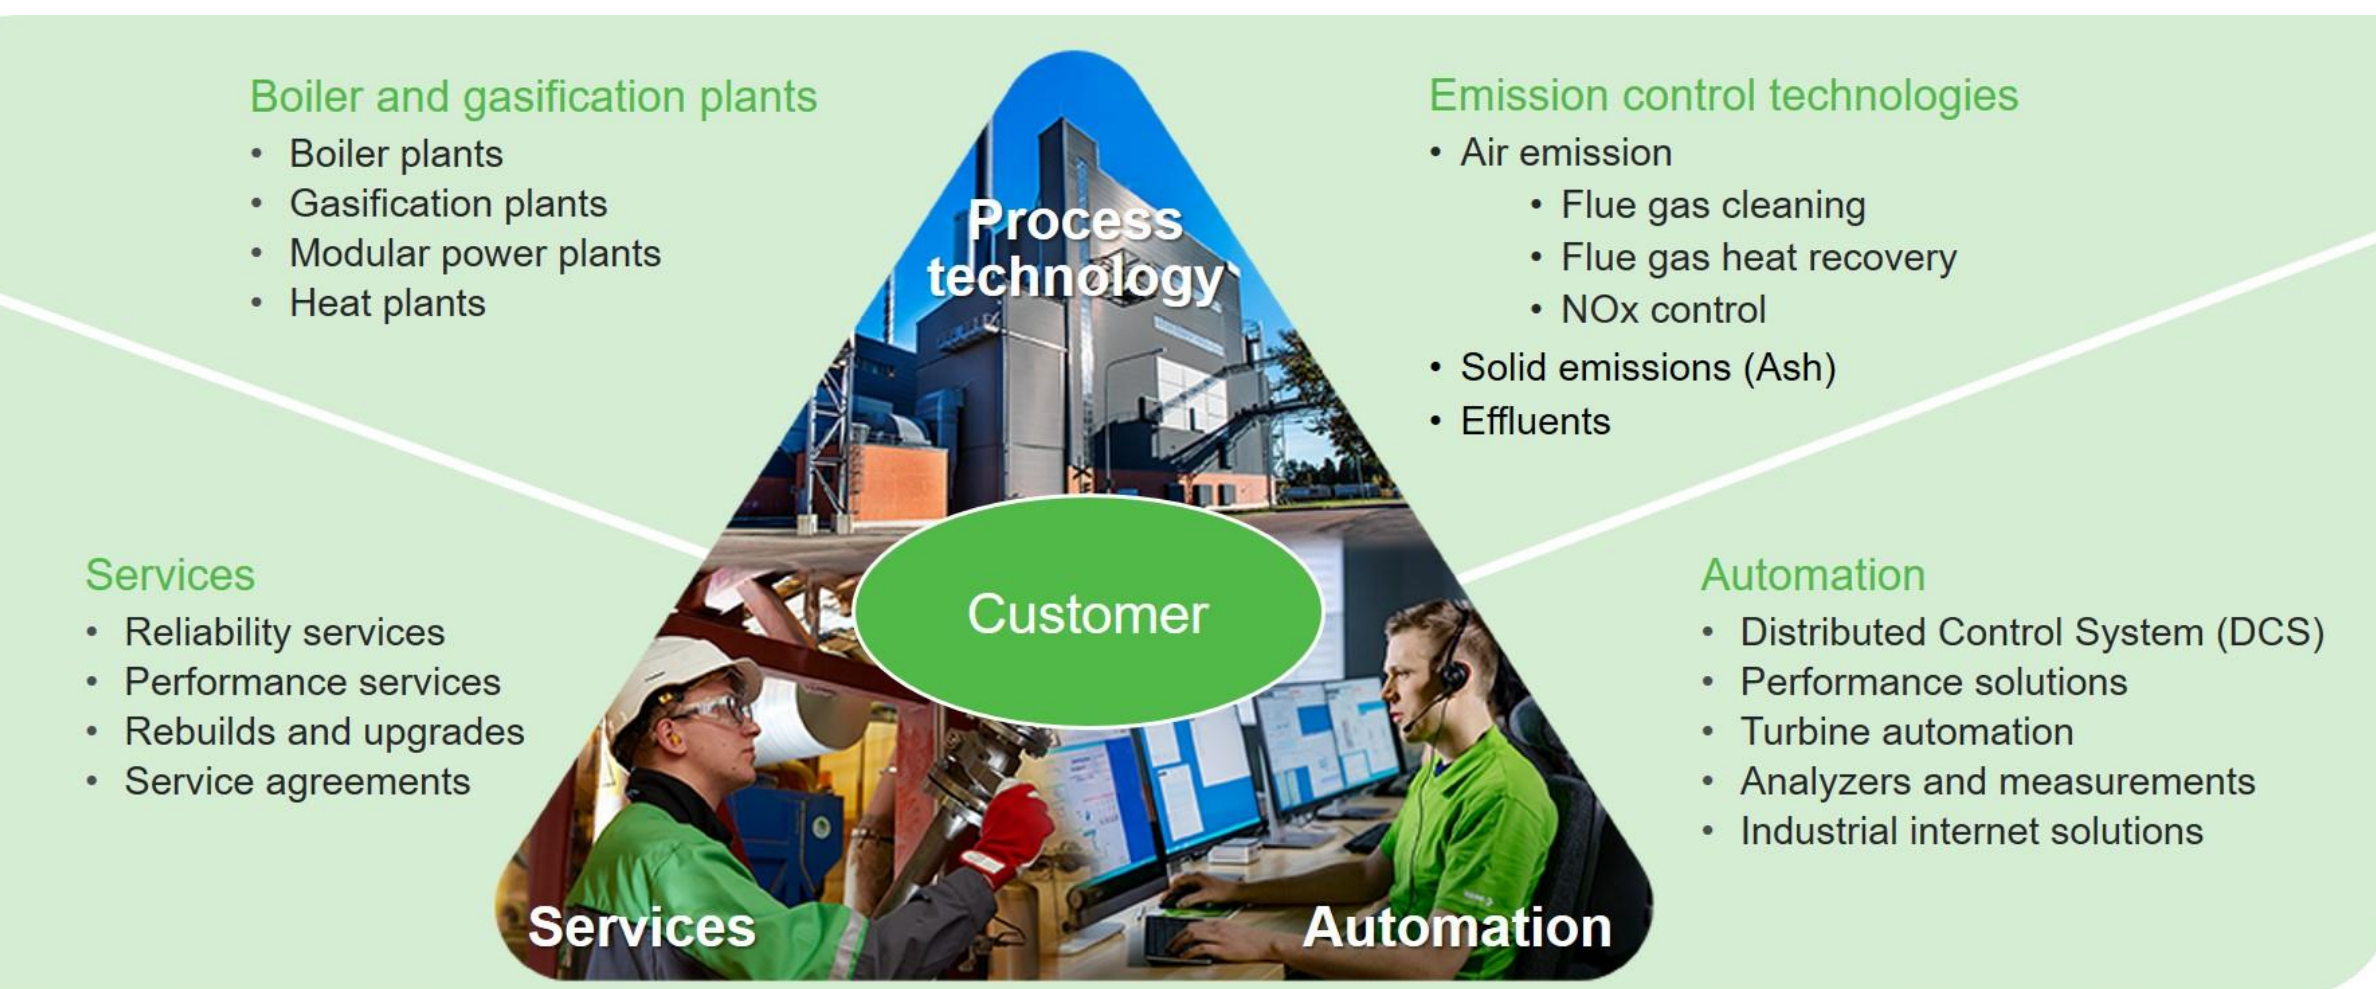 Boiler and gasification plants
• Boiler plants
• Gasification plants
• Modular power plants
• Heat plants
Emission control technologies
• Air emission
• Flue gas cleaning
• Flue gas heat recovery
• NOx control
• Solid emissions (Ash)
• Effluents
Process
technology
Customer
Services
• Reliability services
• Performance services
• Rebuilds and upgrades
• Service agreements
Automation
• Distributed Control System (DCS)
• Performance solutions
• Turbine automation
• Analyzers and measurements
• Industrial internet solutions
Services
Automation